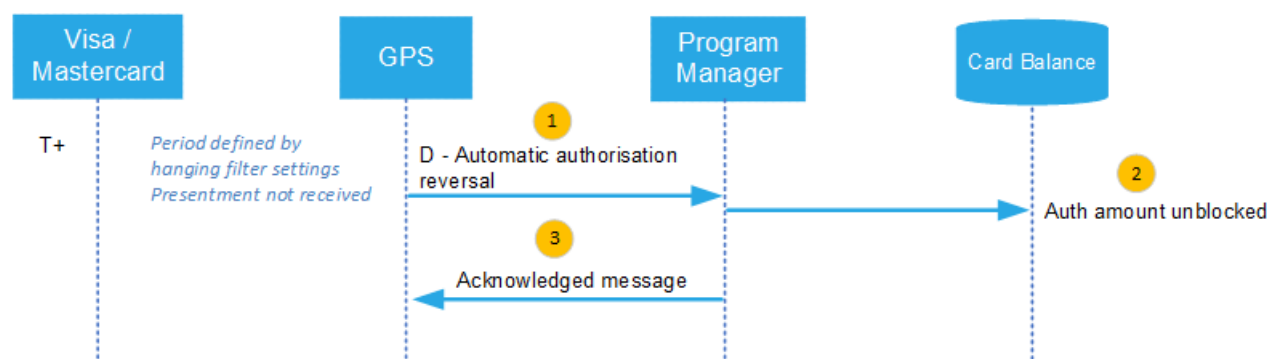 Visa /
Mastercard
GPS
Program
Manager
Card Balance
T+
Period defined by
hanging filter settings
Presentment not received
1
D - Automatic authorisation
reversal
2
Auth amount unblocked
3
Acknowledged message